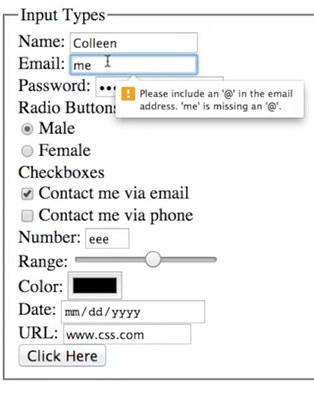 Input Types
Name: Colleen
Email: me
Password:
Please include an '@' in the email
address. 'me' is missing an '@'.
Radio Buttons
Male
Female
Checkboxes
Contact me via email
Contact me via phone
Number: eee
Range:
Color:
Date: mm/dd/yyyy
URL: www.css.com
Click Here